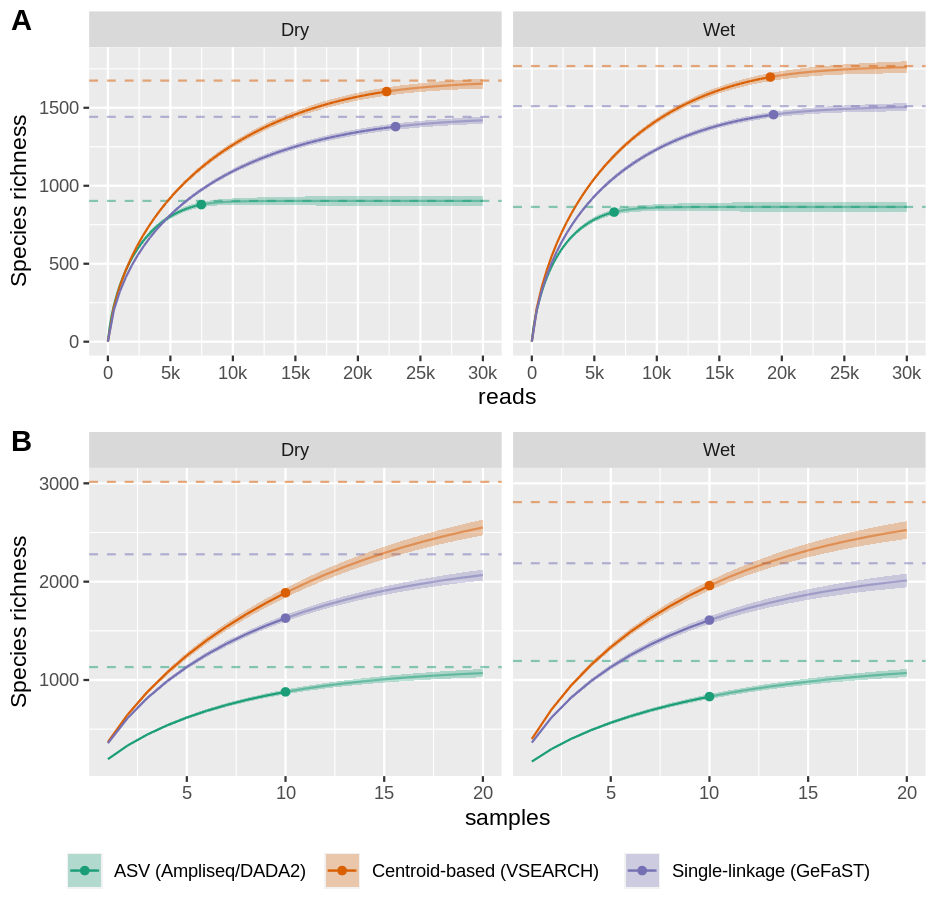 A
Dry
Wet
Species richness
1500
1000
500
0
0 5k 10k 15k 20k 25k 30k
0 5k 10k 15k 20k 25k 30k
reads
B
Dry
Wet
Species richness
3000
2000
1000
5 10 15 20
5 10 15 20
samples
ASV (Ampliseq/DADA2) Centroid-based (VSEARCH) Single-linkage (GeFaST)